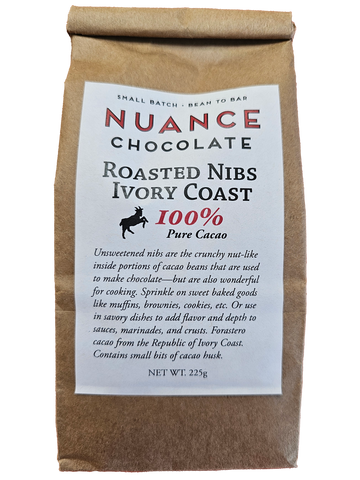 SMALL BATCH · BEAN TO BAR
NUANCE
CHOCOLATE
ROASTED NIBS
IVORY COAST
100%
Pure Cacao
Unsweetened nibs are the crunchy nut-like
inside portions of cacao beans that are used
to make chocolate—but are also wonderful
for cooking. Sprinkle on sweet baked goods
like muffins, brownies, cookies, etc. Or use
in savory dishes to add flavor and depth to
sauces, marinades, and crusts. Forastero
cacao from the Republic of Ivory Coast.
Contains small bits of cacao husk.
NET WT. 225g